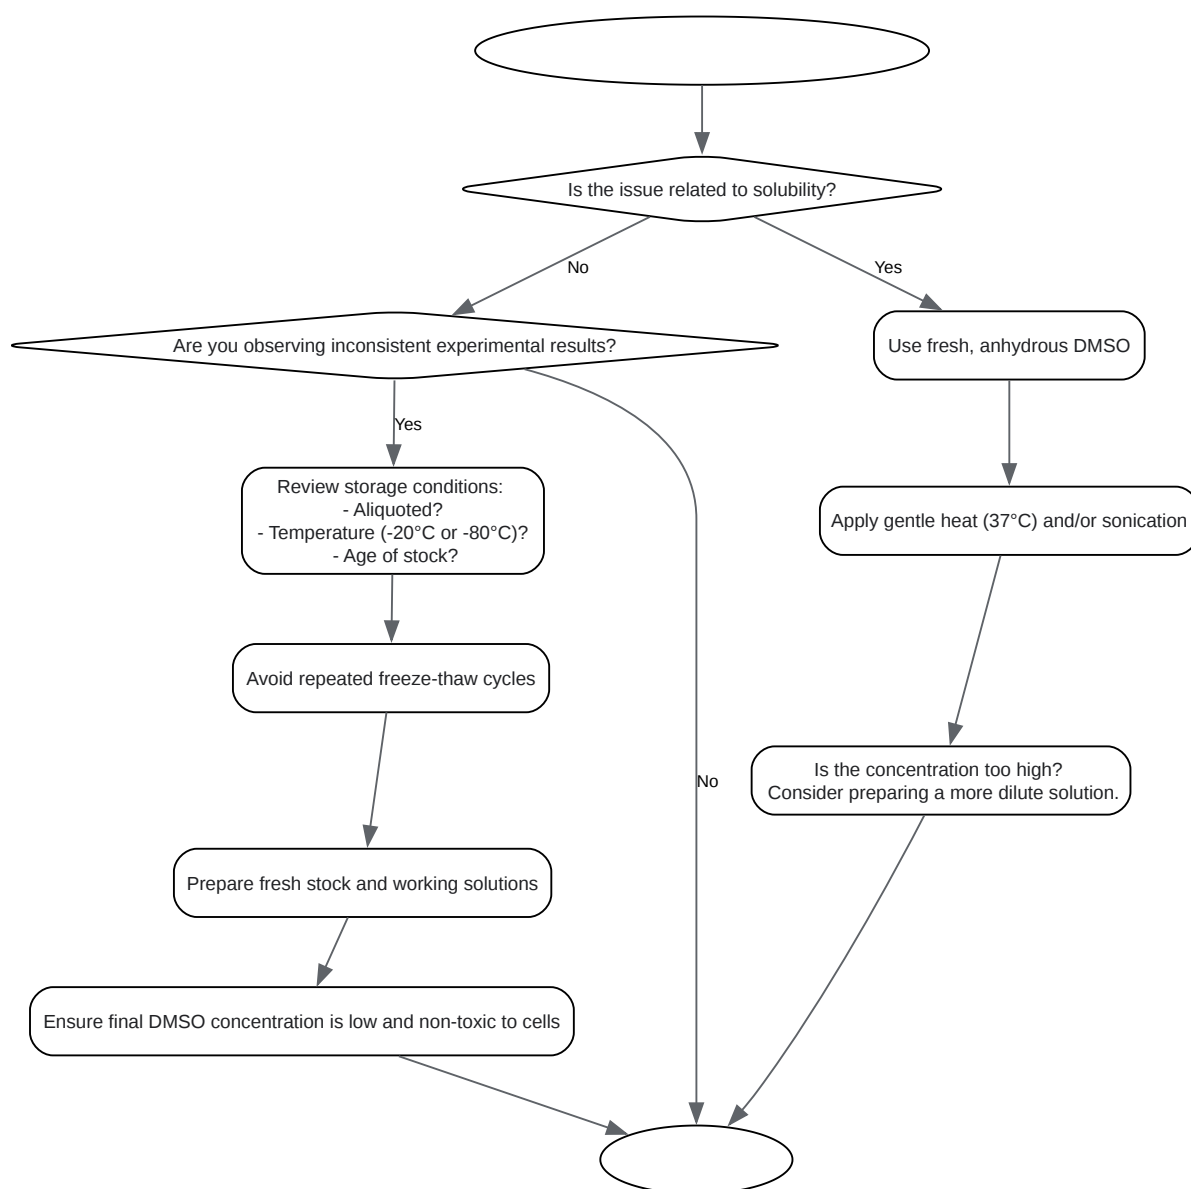 Is the issue related to solubility?
No
Yes
Are you observing inconsistent experimental results?
Use fresh, anhydrous DMSO
Yes
Review storage conditions:
- Aliquoted?
- Temperature (-20°C or -80°C)?
- Age of stock?
Apply gentle heat (37°C) and/or sonication
Avoid repeated freeze-thaw cycles
No
Is the concentration too high?
Consider preparing a more dilute solution.
Prepare fresh stock and working solutions
Ensure final DMSO concentration is low and non-toxic to cells